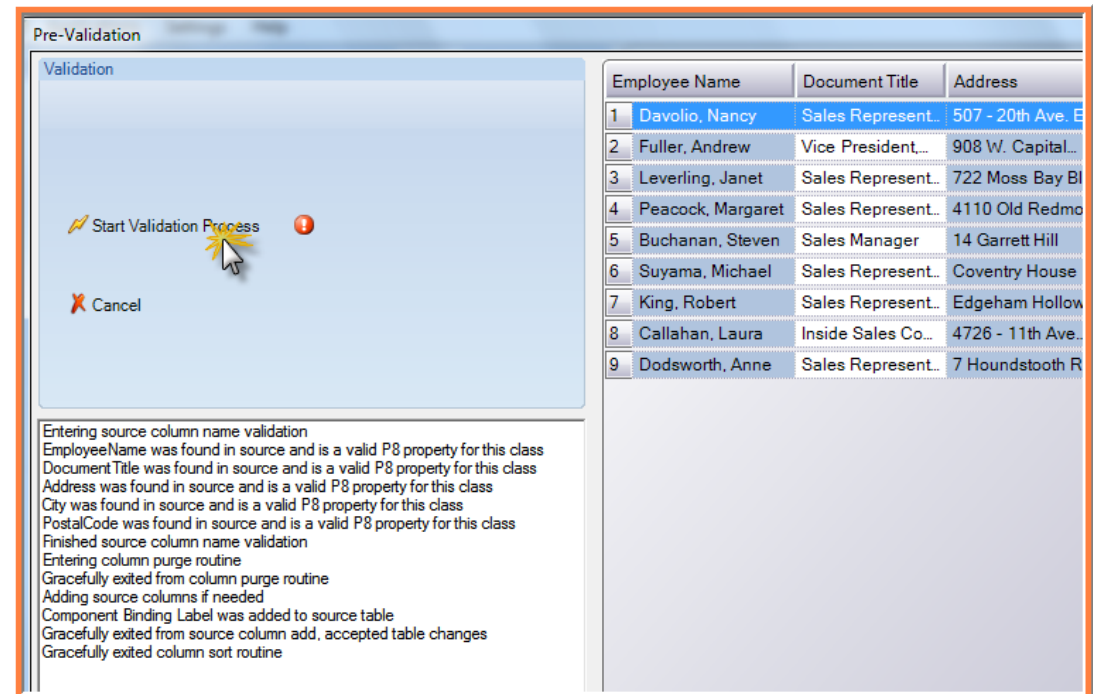 Settings Help
Pre-Validation
Validation
Start Validation Process
Cancel
Employee Name Document Title Address
1 Davolio, Nancy Sales Represent... 507 - 20th Ave. E
2 Fuller, Andrew Vice President,... 908 W. Capital...
3 Leverling, Janet Sales Represent... 722 Moss Bay Bl
4 Peacock, Margaret Sales Represent... 4110 Old Redmo
5 Buchanan, Steven Sales Manager 14 Garrett Hill
6 Suyama, Michael Sales Represent... Coventry House
7 King, Robert Sales Represent... Edgeham Hollow
8 Callahan, Laura Inside Sales Co... 4726 - 11th Ave...
9 Dodsworth, Anne Sales Represent... 7 Houndstooth R
Entering source column name validation
EmployeeName was found in source and is a valid P8 property for this class
DocumentTitle was found in source and is a valid P8 property for this class
Address was found in source and is a valid P8 property for this class
City was found in source and is a valid P8 property for this class
PostalCode was found in source and is a valid P8 property for this class
Finished source column name validation
Entering column purge routine
Gracefully exited from column purge routine
Adding source columns if needed
Component Binding Label was added to source table
Gracefully exited from source column add, accepted table changes
Gracefully exited column sort routine